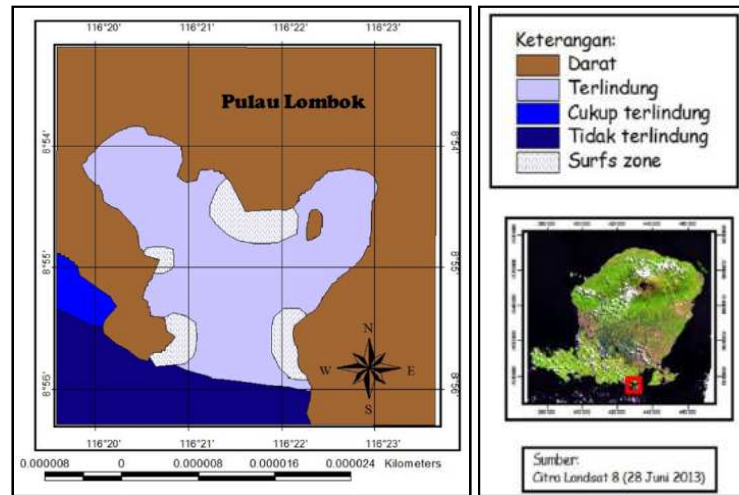 116°20' 116°21' 116°22' 116°23'
Pulau Lombok
8°54' 8°54'
8°55' 8°55'
8°56' 8°56'
N
W E
S
116°20' 116°21' 116°22' 116°23'
0.000008 0 0.000008 0.000016 0.000024 Kilometers
Keterangan:
Darat
Terlindung
Cukup terlindung
Tidak terlindung
Surfs zone
Sumber:
Citra Landsat 8 (28 Juni 2013)